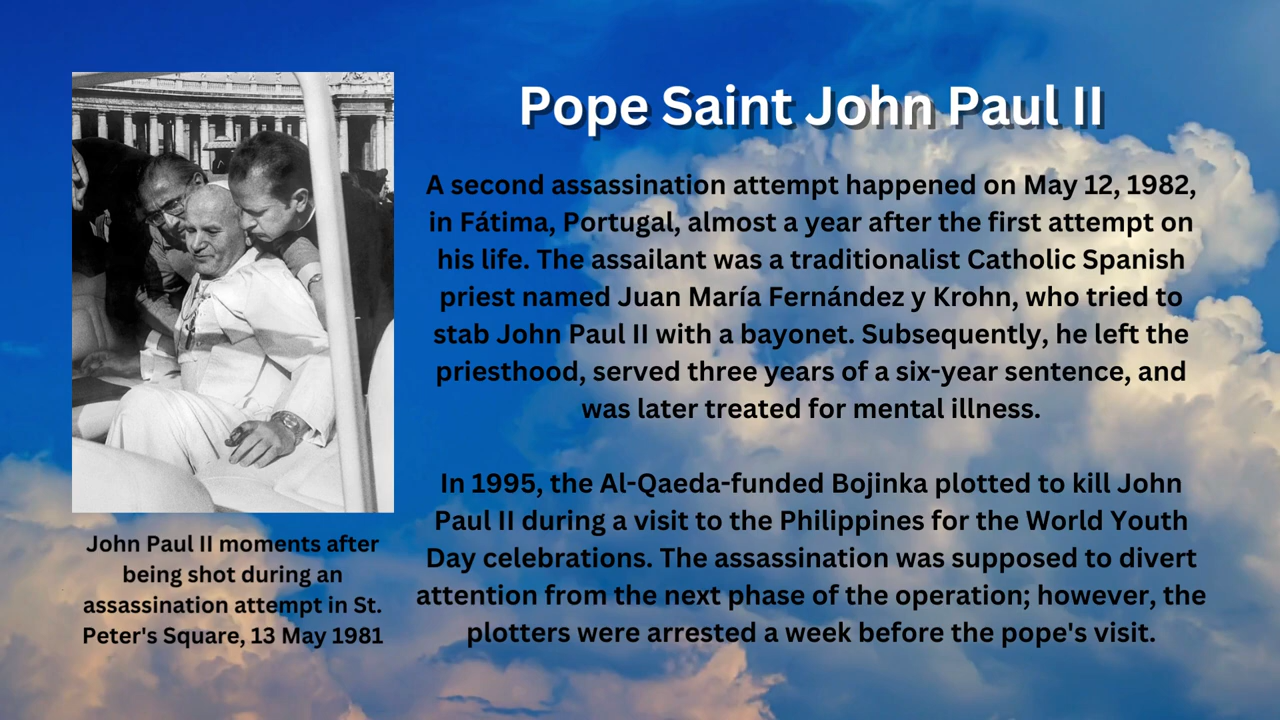 Pope Saint John Paul II
A second assassination attempt happened on May 12, 1982,
in Fátima, Portugal, almost a year after the first attempt on
his life. The assailant was a traditionalist Catholic Spanish
priest named Juan María Fernández y Krohn, who tried to
stab John Paul II with a bayonet. Subsequently, he left the
priesthood, served three years of a six-year sentence, and
was later treated for mental illness.
In 1995, the Al-Qaeda-funded Bojinka plotted to kill John
Paul II during a visit to the Philippines for the World Youth
Day celebrations. The assassination was supposed to divert
attention from the next phase of the operation; however, the
plotters were arrested a week before the pope's visit.
John Paul II moments after
being shot during an
assassination attempt in St.
Peter's Square, 13 May 1981